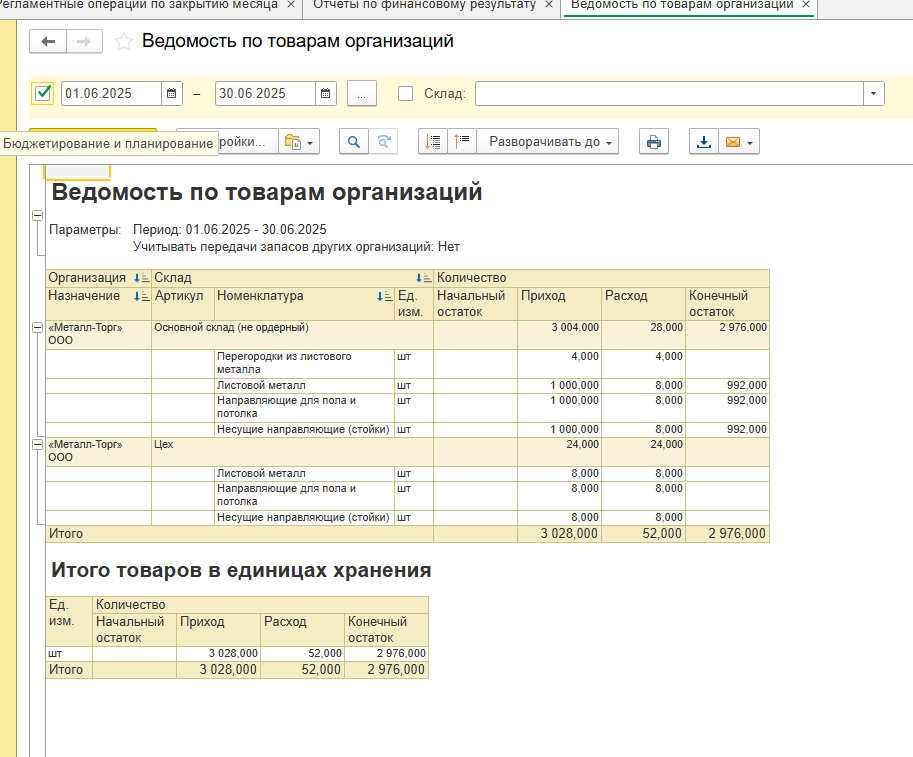 Регламентные операции по закрытию месяца × Отчеты по финансовому результату × Ведомость по товарам организаций ×
Ведомость по товарам организаций
01.06.2025 – 30.06.2025 ... Склад:
Бюджетирование и планирование ройки... Разворачивать до
Ведомость по товарам организаций
Параметры: Период: 01.06.2025 - 30.06.2025
Учитывать передачи запасов других организаций: Нет
Организация Склад Количество
Назначение Артикул Номенклатура Ед. изм. Начальный остаток Приход Расход Конечный остаток
«Металл-Торг» ООО Основной склад (не ордерный) 3 004,000 28,000 2 976,000
Перегородки из листового металла шт 4,000 4,000
Листовой металл шт 1 000,000 8,000 992,000
Направляющие для пола и потолка шт 1 000,000 8,000 992,000
Несущие направляющие (стойки) шт 1 000,000 8,000 992,000
«Металл-Торг» ООО Цех 24,000 24,000
Листовой металл шт 8,000 8,000
Направляющие для пола и потолка шт 8,000 8,000
Несущие направляющие (стойки) шт 8,000 8,000
Итого 3 028,000 52,000 2 976,000
Итого товаров в единицах хранения
Ед. изм. Количество
Начальный остаток Приход Расход Конечный остаток
шт 3 028,000 52,000 2 976,000
Итого 3 028,000 52,000 2 976,000